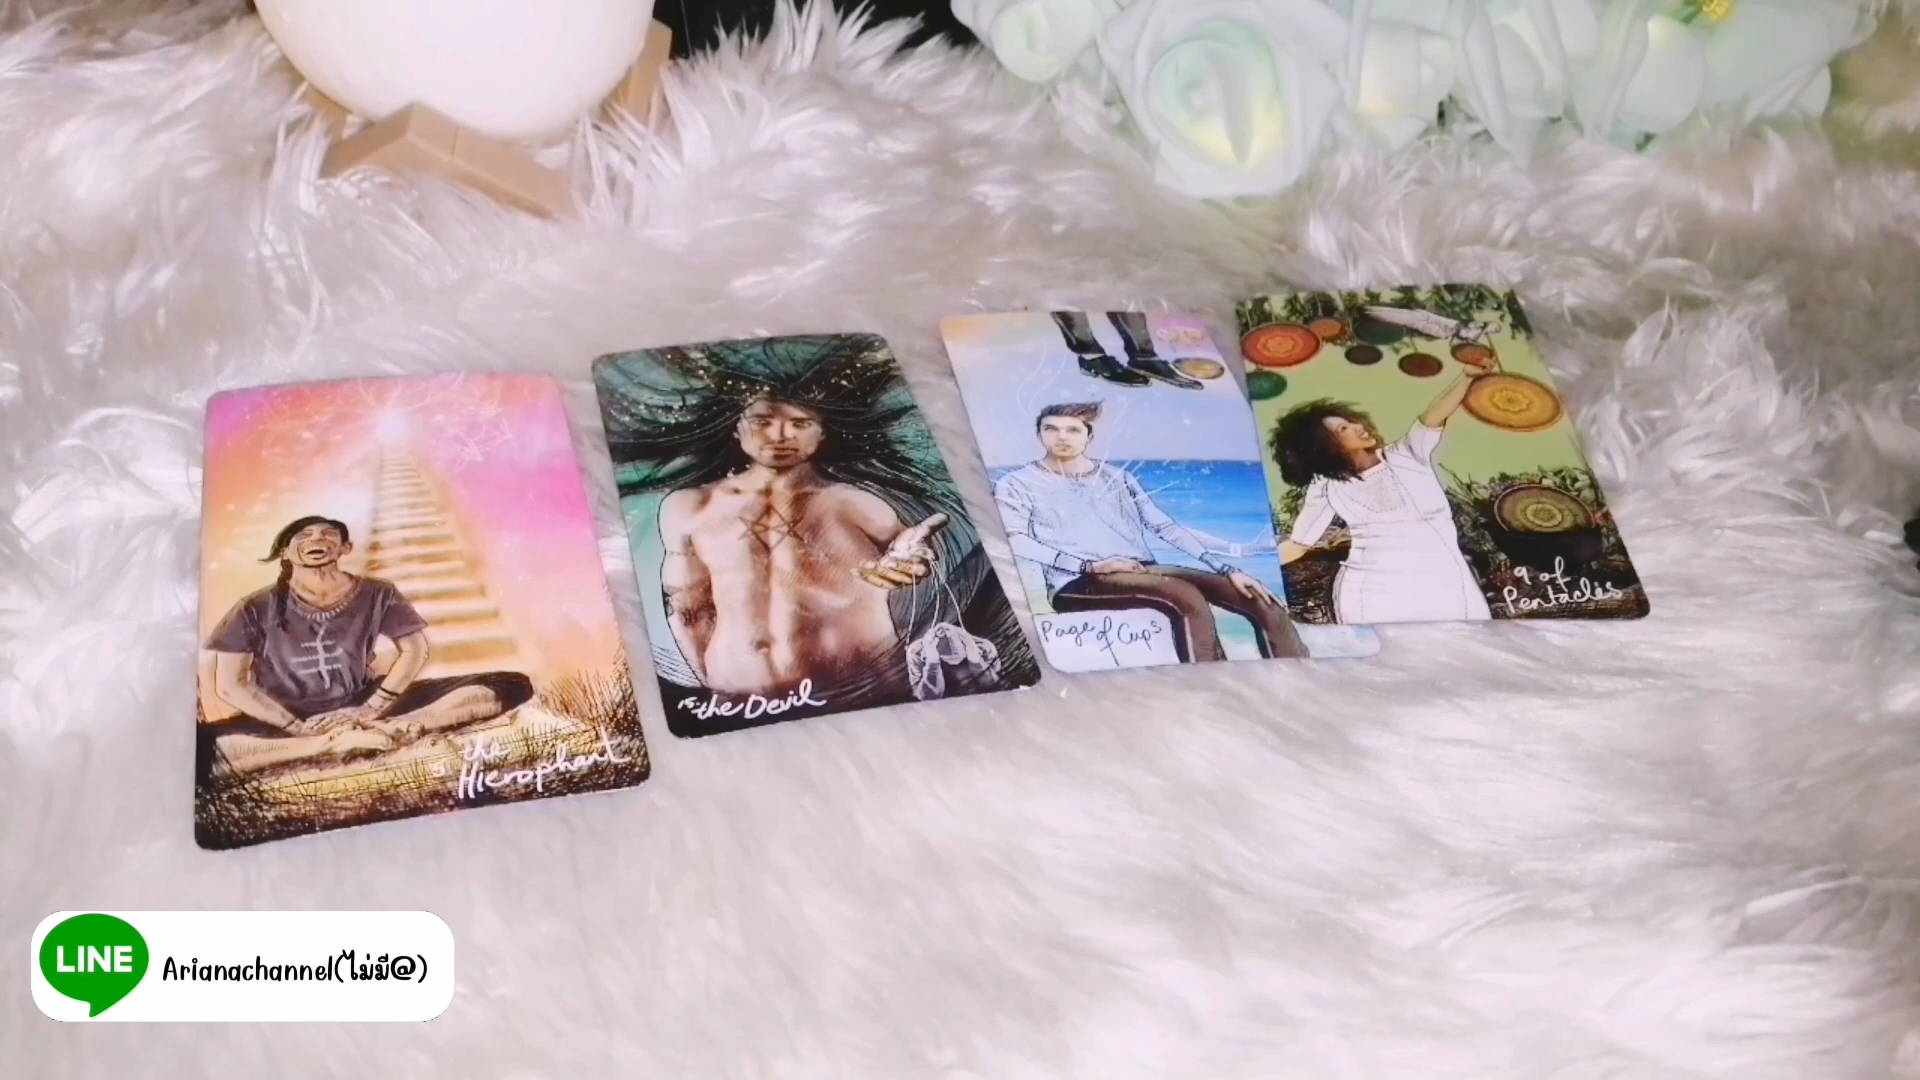 5. the
Hierophant
15. the Devil
Page of Cups
9 of
Pentacles
LINE
Arianachannel(ไม่มี@)